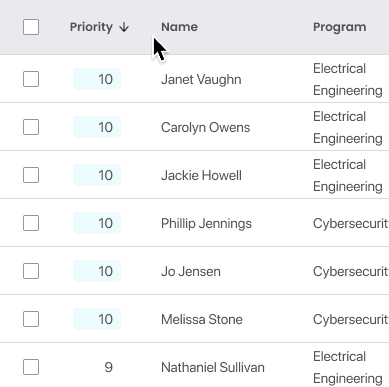 Priority ↓ Name Program
10 Janet Vaughn Electrical
Engineering
10 Carolyn Owens Electrical
Engineering
10 Jackie Howell Electrical
Engineering
10 Phillip Jennings Cybersecurit
10 Jo Jensen Cybersecurit
10 Melissa Stone Cybersecurit
9 Nathaniel Sullivan Electrical
Engineering